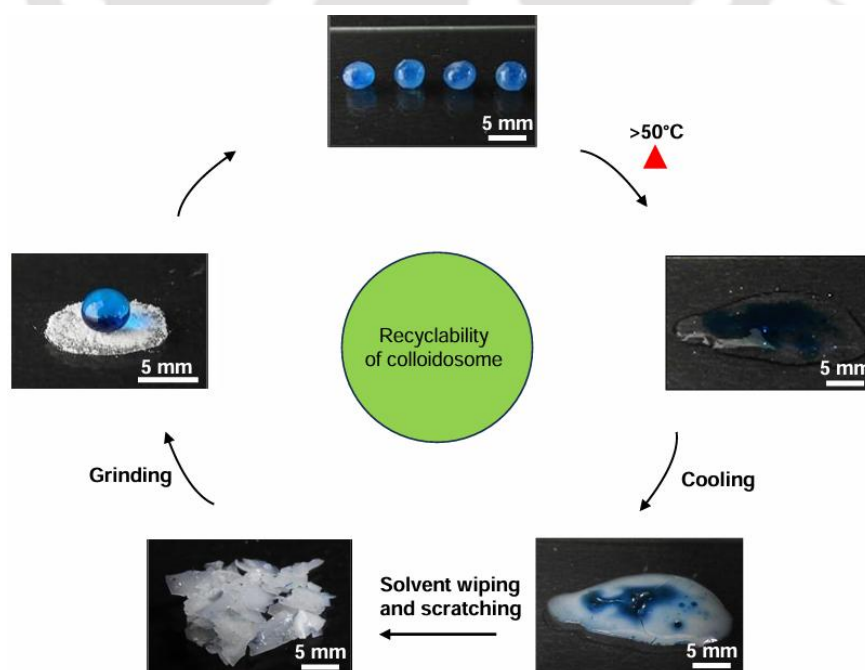 5 mm
>50°C
5 mm
Recyclability
of colloidosome
5 mm
Grinding
Cooling
5 mm
Solvent wiping
and scratching
5 mm